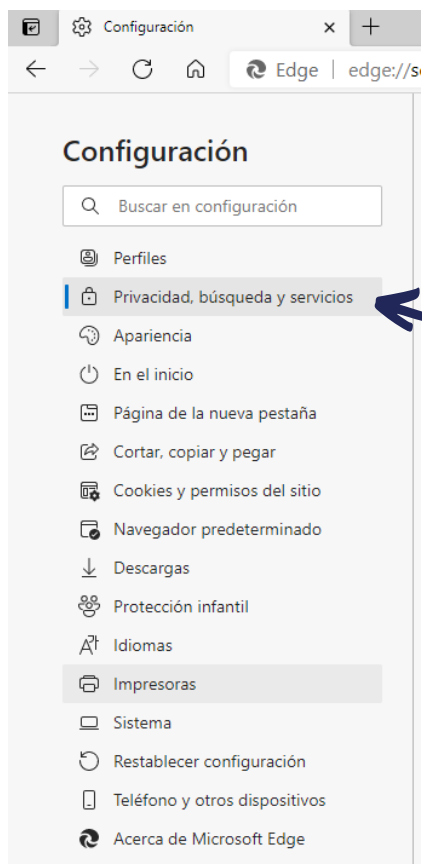 Configuración
Edge | edge://s
Configuración
Buscar en configuración
Perfiles
Privacidad, búsqueda y servicios
Apariencia
En el inicio
Página de la nueva pestaña
Cortar, copiar y pegar
Cookies y permisos del sitio
Navegador predeterminado
Descargas
Protección infantil
Idiomas
Impresoras
Sistema
Restablecer configuración
Teléfono y otros dispositivos
Acerca de Microsoft Edge